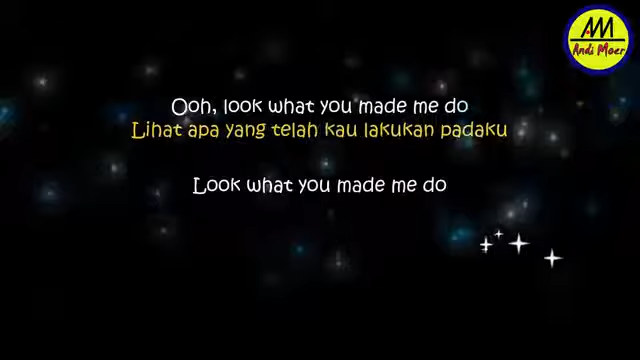 AM
Andi Moer
Ooh, look what you made me do
Lihat apa yang telah kau lakukan padaku
Look what you made me do